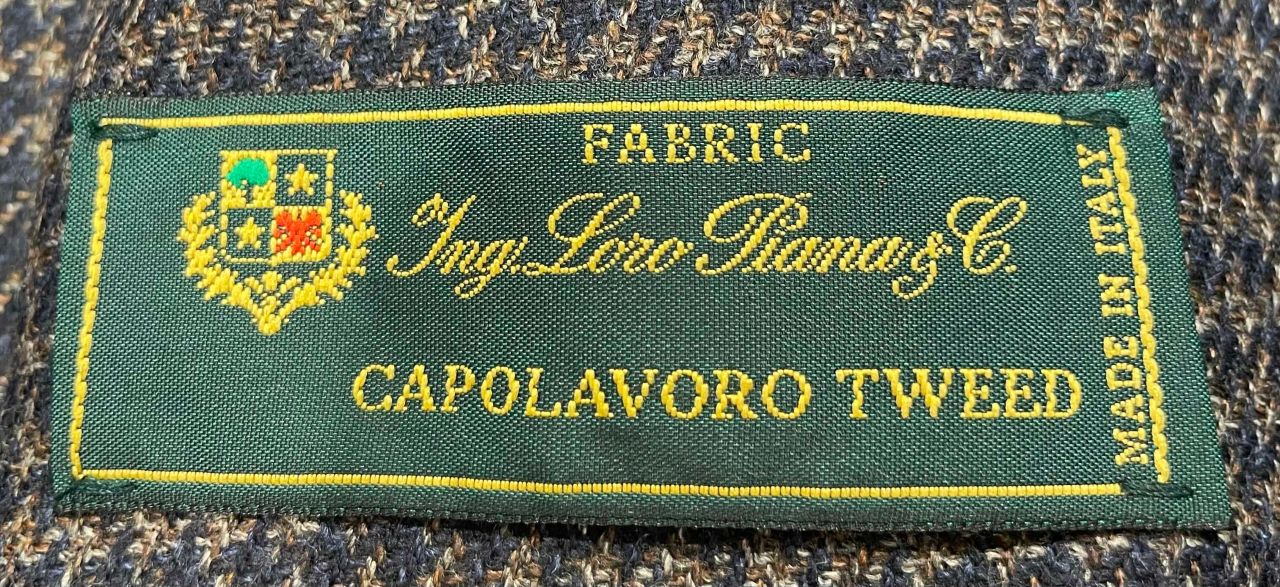 FABRIC
Ing. Loro Piana & C.
CAPOLAVORO TWEED
MADE IN ITALY